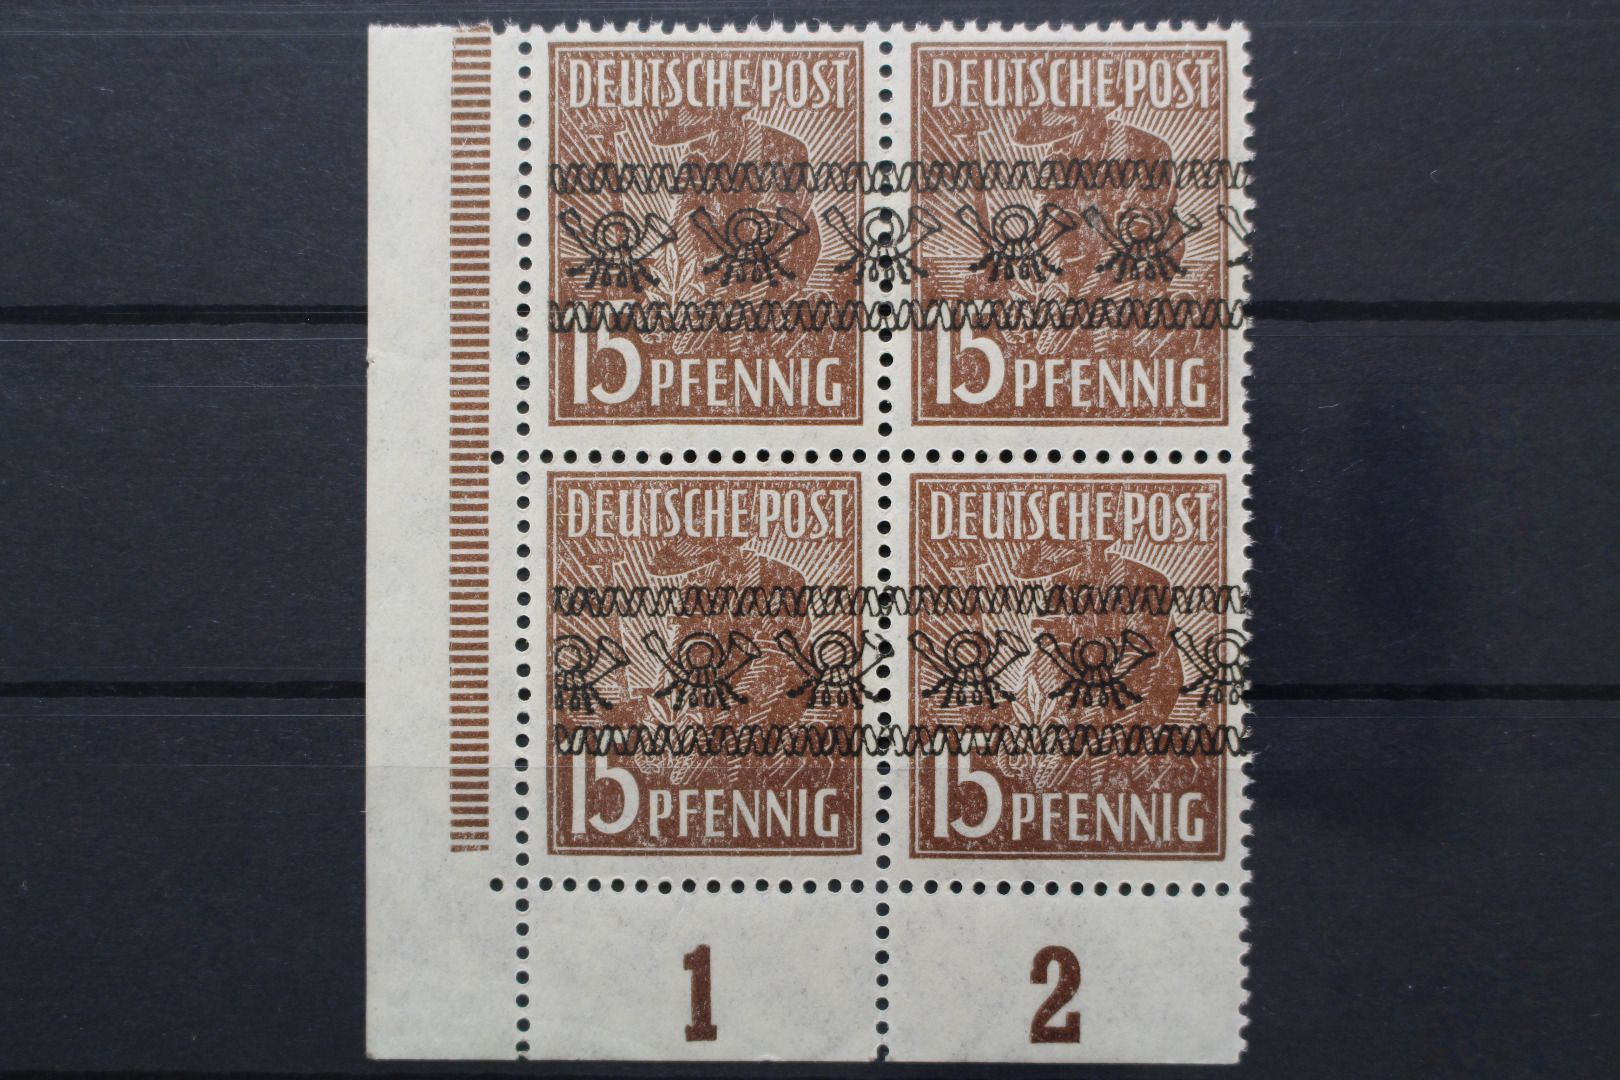 DEUTSCHE POST DEUTSCHE POST
15 PFENNIG 15 PFENNIG
DEUTSCHE POST DEUTSCHE POST
15 PFENNIG 15 PFENNIG
1 2